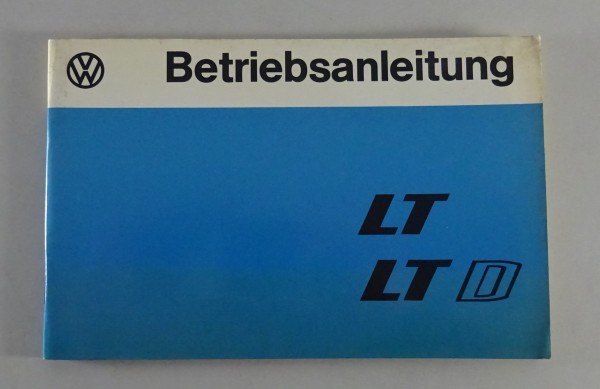 VW
Betriebsanleitung
LT
LT D